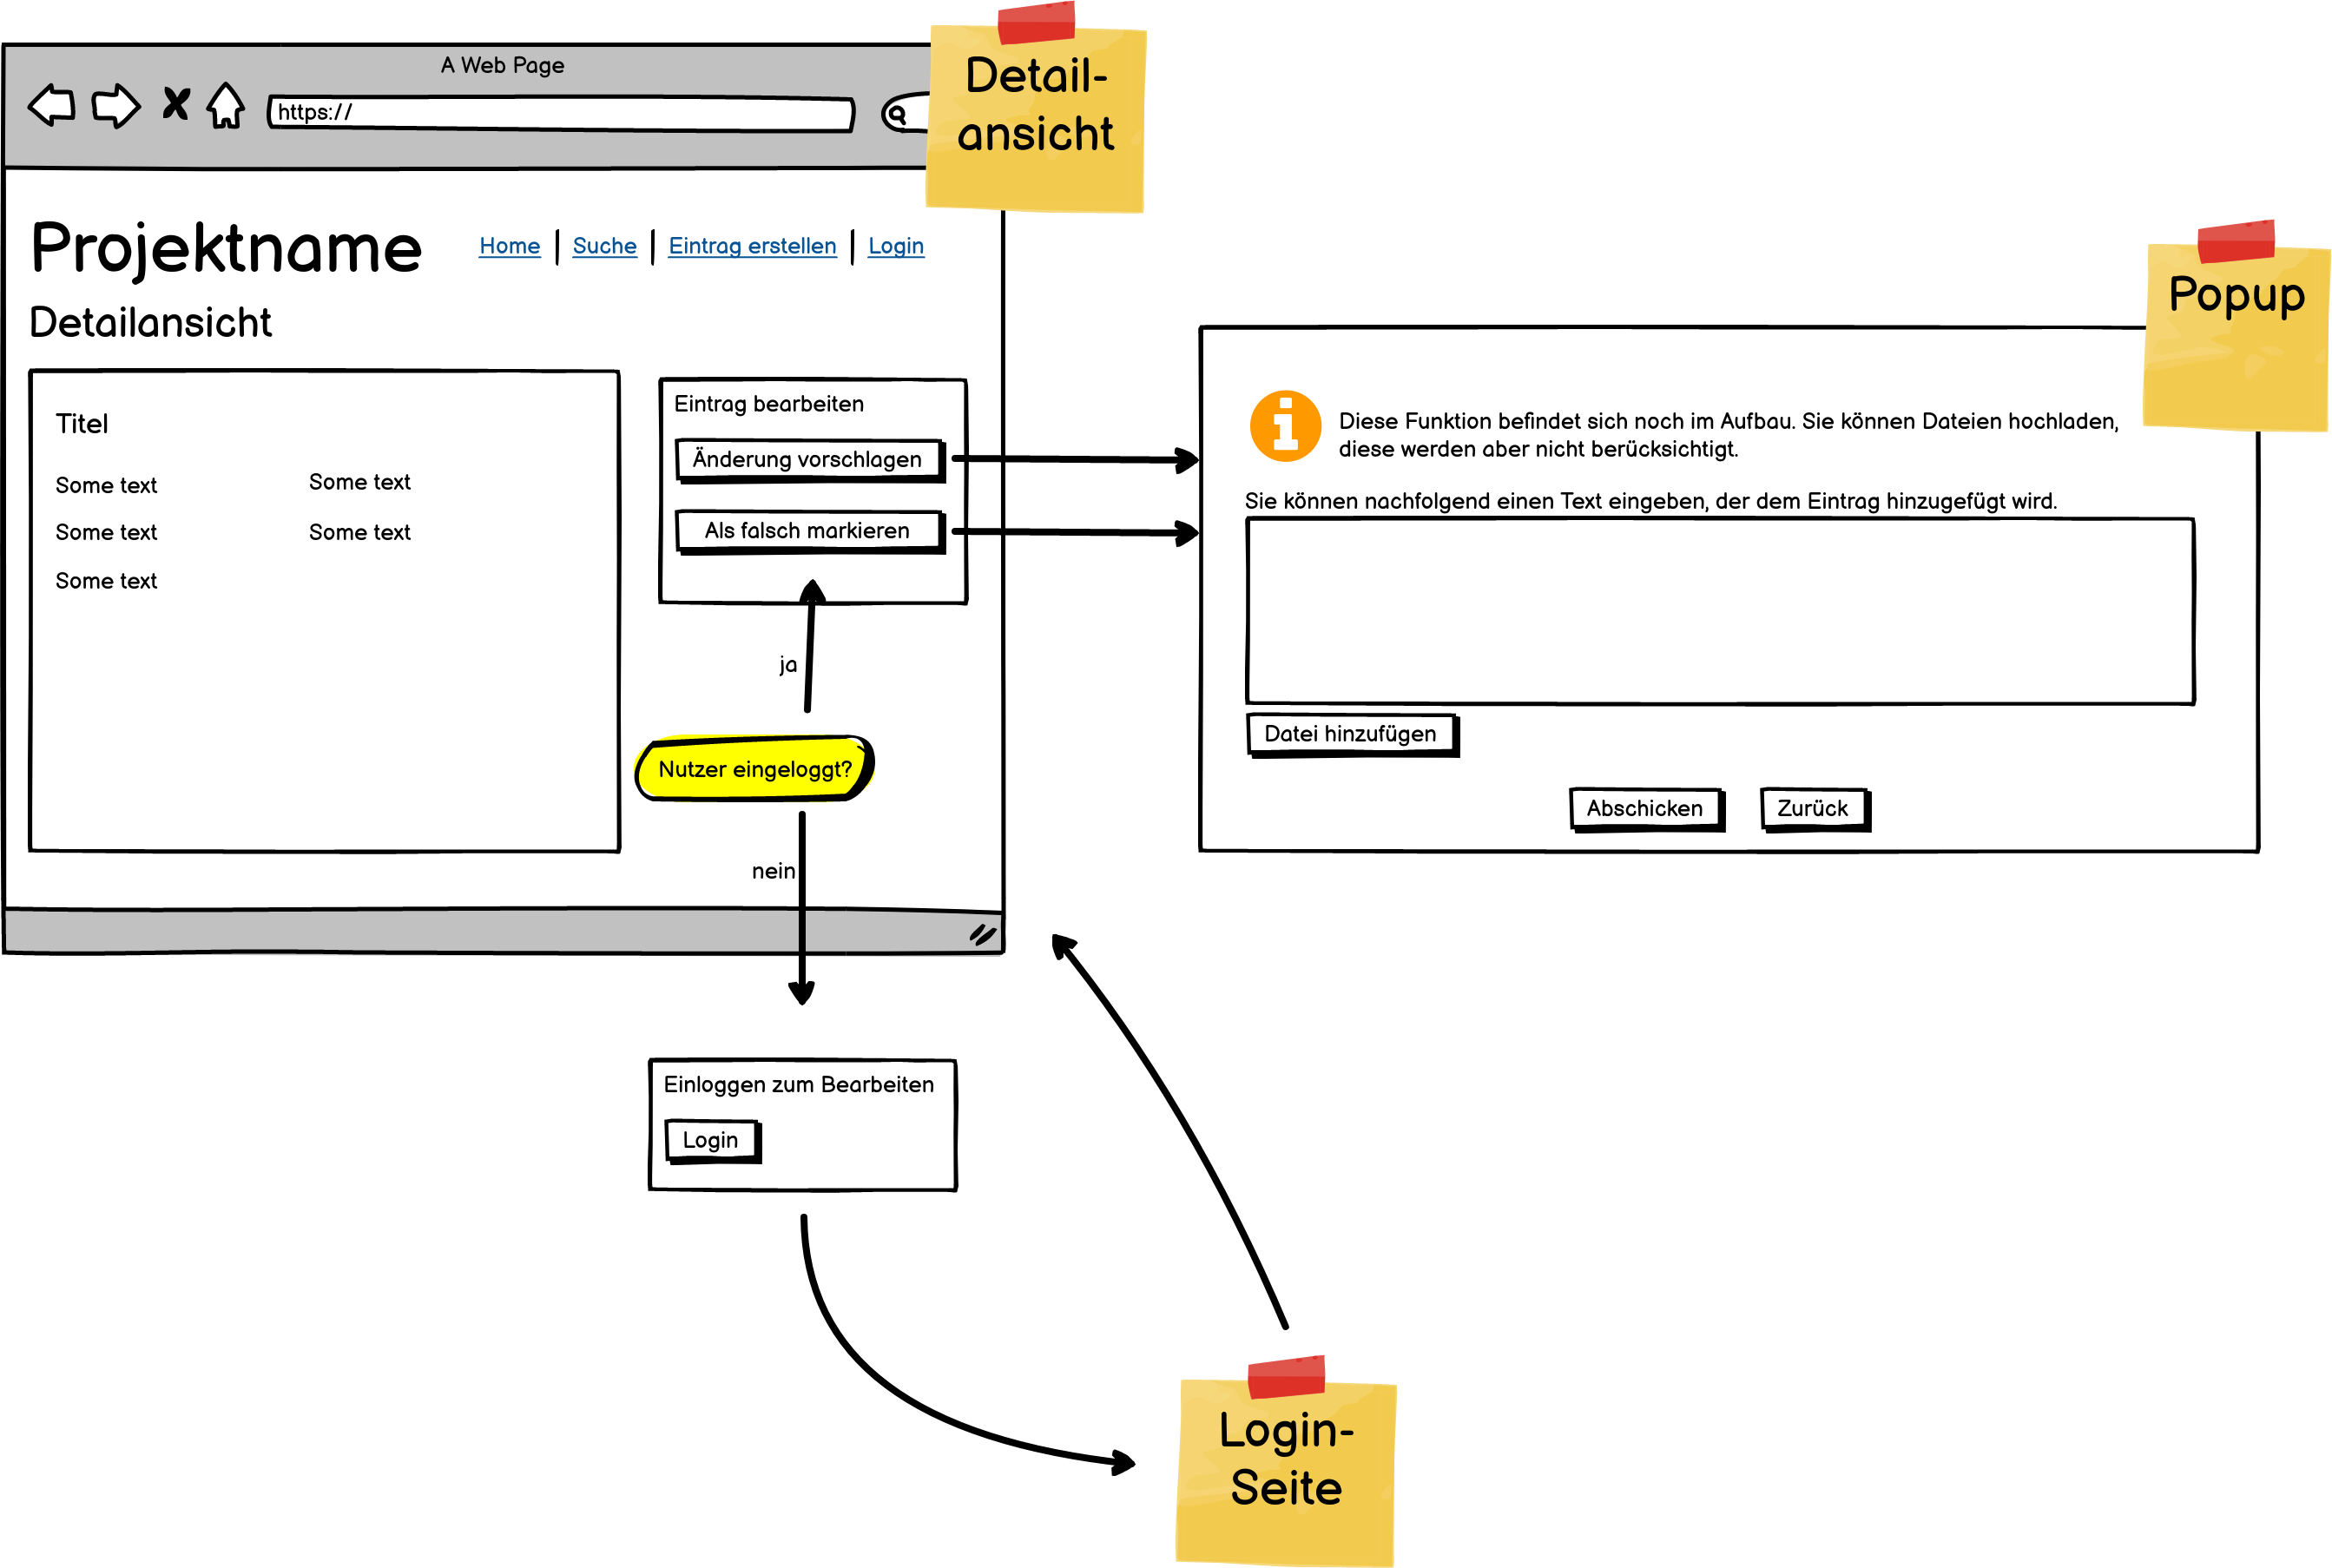 A Web Page
https://
Detail-
ansicht
Projektname
Home | Suche | Eintrag erstellen | Login
Detailansicht
Titel
Some text
Some text
Some text
Some text
Some text
Eintrag bearbeiten
Änderung vorschlagen
Als falsch markieren
ja
Nutzer eingeloggt?
nein
Popup
Diese Funktion befindet sich noch im Aufbau. Sie können Dateien hochladen,
diese werden aber nicht berücksichtigt.
Sie können nachfolgend einen Text eingeben, der dem Eintrag hinzugefügt wird.
Datei hinzufügen
Abschicken
Zurück
Einloggen zum Bearbeiten
Login
Login-
Seite